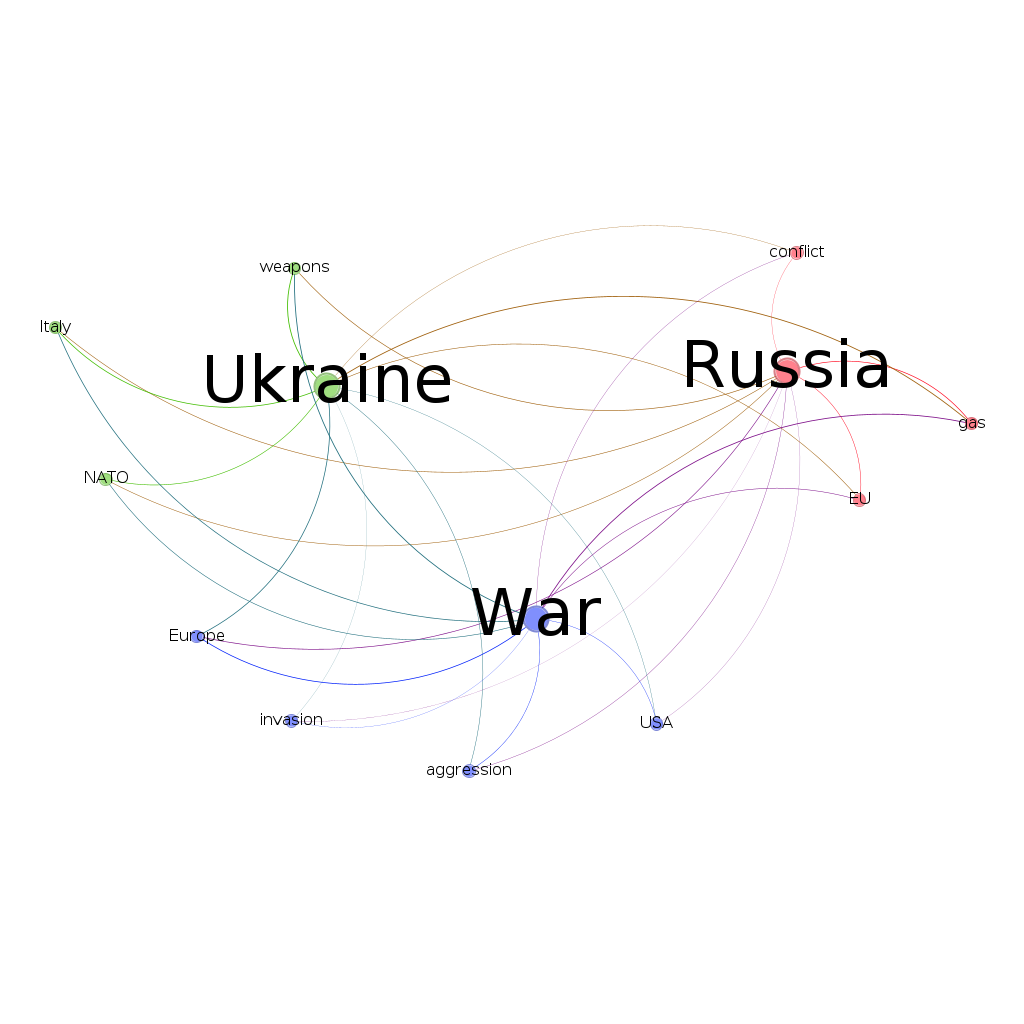 conflict
weapons
Italy
Russia
Ukraine
gas
NATO
EU
War
Europe
invasion
USA
aggression